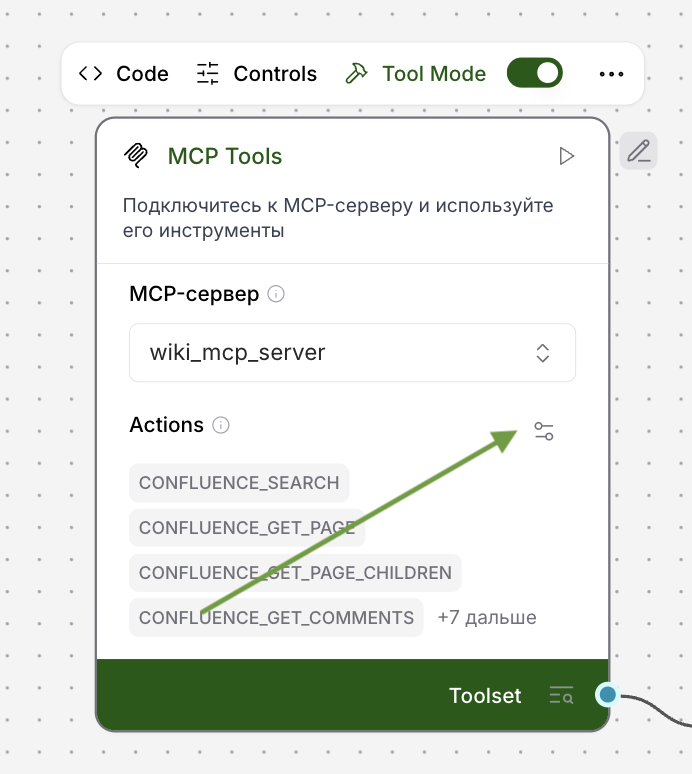 Code Controls Tool Mode
MCP Tools
Подключитесь к MCP-серверу и используйте
его инструменты
MCP-сервер
wiki_mcp_server
Actions
CONFLUENCE_SEARCH
CONFLUENCE_GET_PAGE
CONFLUENCE_GET_PAGE_CHILDREN
CONFLUENCE_GET_COMMENTS +7 дальше
Toolset